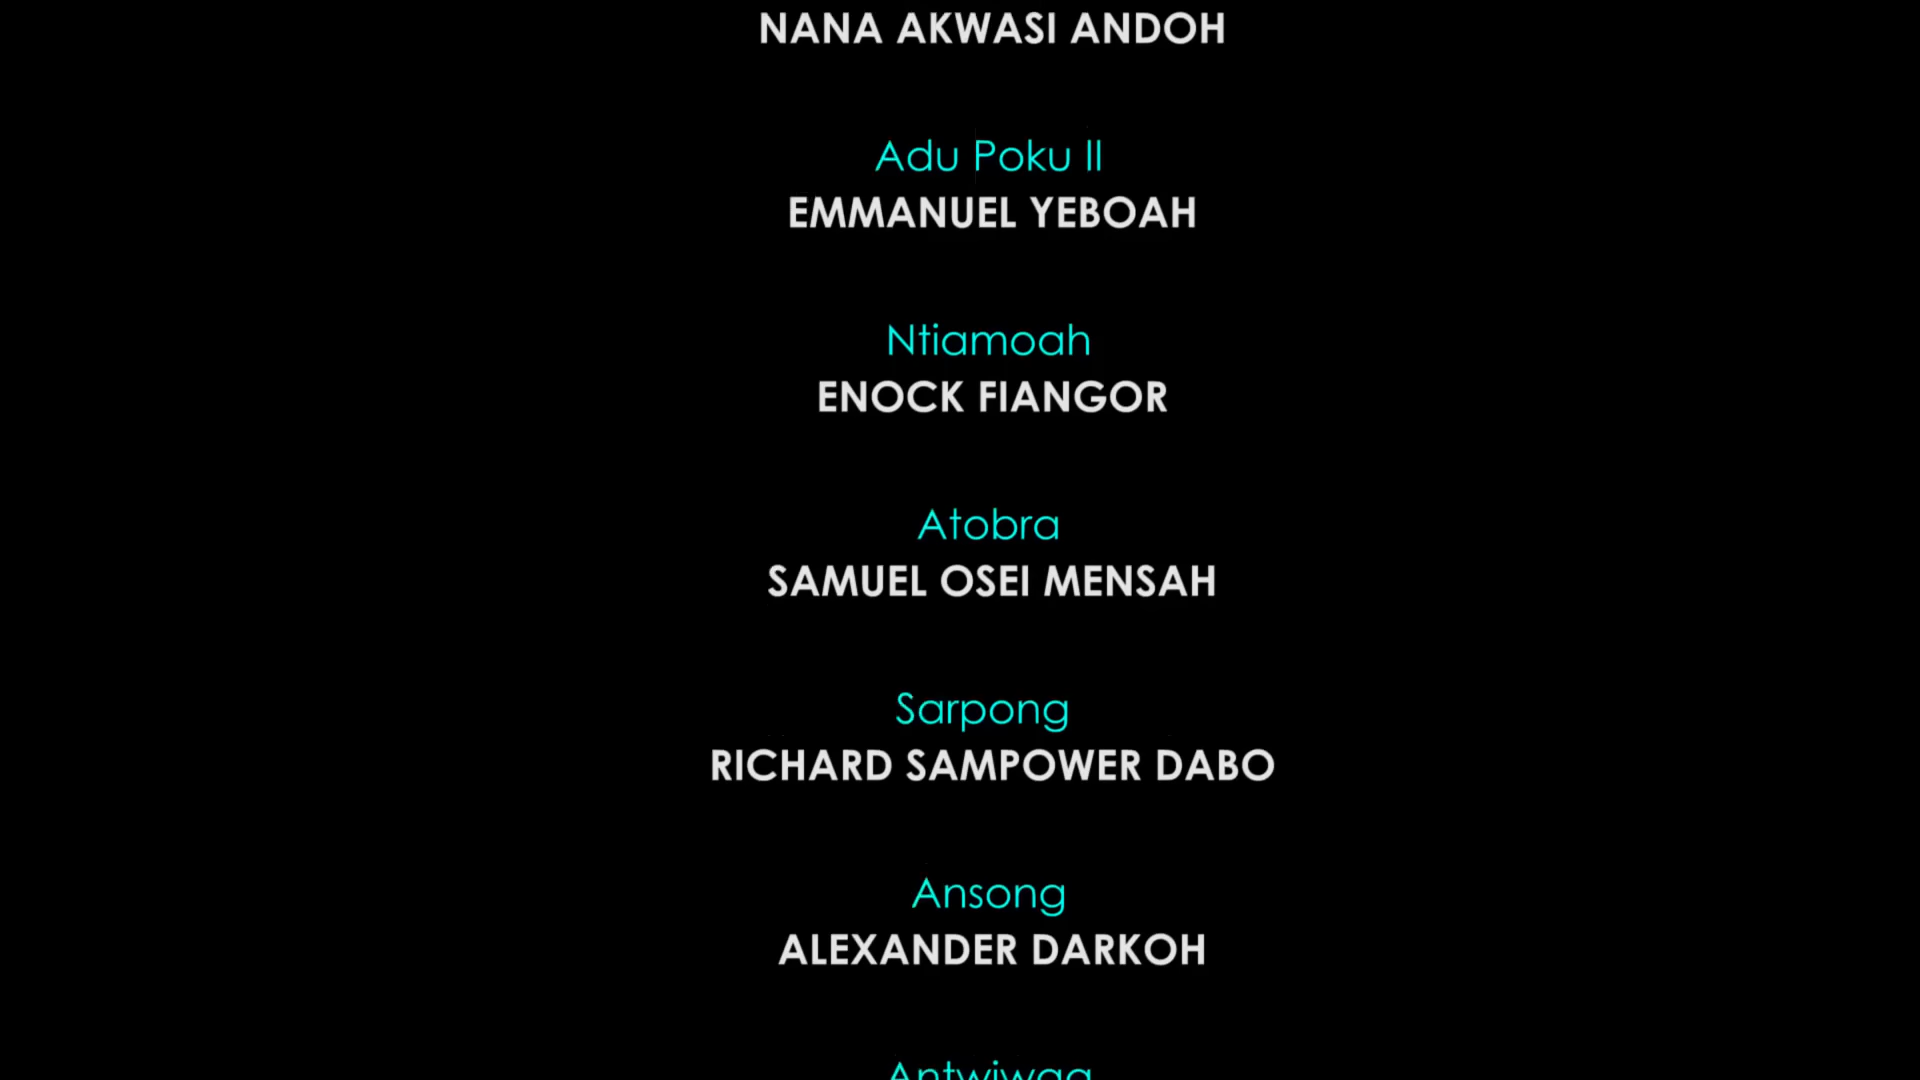 NANA AKWASI ANDOH
Adu Poku II
EMMANUEL YEBOAH
Ntiamoah
ENOCK FIANGOR
Atobra
SAMUEL OSEI MENSAH
Sarpong
RICHARD SAMPOWER DABO
Ansong
ALEXANDER DARKOH